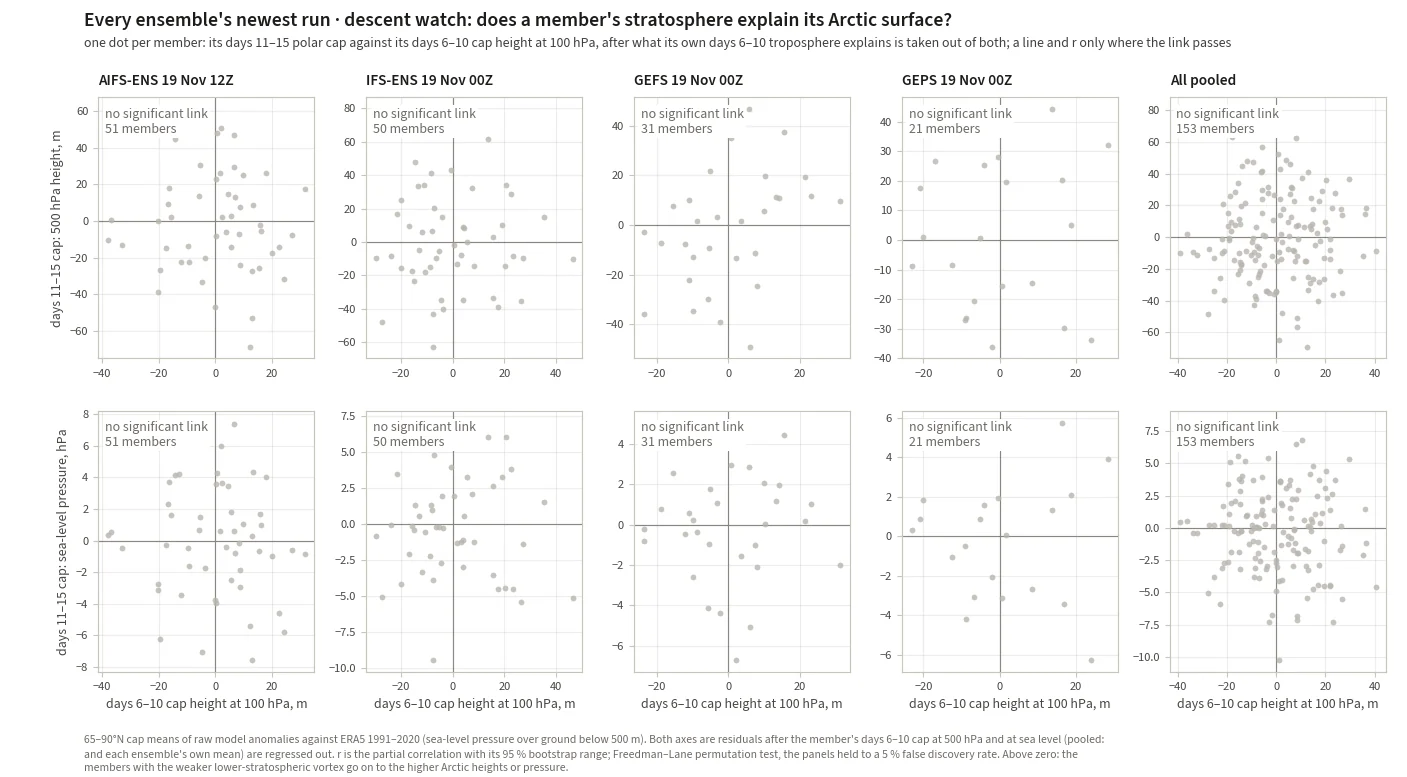 Every ensemble's newest run · descent watch: does a member's stratosphere explain its Arctic surface?
one dot per member: its days 11–15 polar cap against its days 6–10 cap height at 100 hPa, after what its own days 6–10 troposphere explains is taken out of both; a line and r only where the link passes
AIFS-ENS 19 Nov 12Z
IFS-ENS 19 Nov 00Z
GEFS 19 Nov 00Z
GEPS 19 Nov 00Z
All pooled
days 11–15 cap: 500 hPa height, m
no significant link
51 members
60
40
20
0
−20
−40
−60
−40 −20 0 20
no significant link
50 members
80
60
40
20
0
−20
−40
−60
−20 0 20 40
no significant link
31 members
40
20
0
−20
−40
−20 0 20
no significant link
21 members
40
30
20
10
0
−10
−20
−30
−40
−20 0 20
no significant link
153 members
80
60
40
20
0
−20
−40
−60
−40 −20 0 20 40
days 11–15 cap: sea-level pressure, hPa
no significant link
51 members
8
6
4
2
0
−2
−4
−6
−8
−40 −20 0 20
days 6–10 cap height at 100 hPa, m
no significant link
50 members
7.5
5.0
2.5
0.0
−2.5
−5.0
−7.5
−10.0
−20 0 20 40
days 6–10 cap height at 100 hPa, m
no significant link
31 members
4
2
0
−2
−4
−6
−20 0 20
days 6–10 cap height at 100 hPa, m
no significant link
21 members
6
4
2
0
−2
−4
−6
−20 0 20
days 6–10 cap height at 100 hPa, m
no significant link
153 members
7.5
5.0
2.5
0.0
−2.5
−5.0
−7.5
−10.0
−40 −20 0 20 40
days 6–10 cap height at 100 hPa, m
65–90°N cap means of raw model anomalies against ERA5 1991–2020 (sea-level pressure over ground below 500 m). Both axes are residuals after the member's days 6–10 cap at 500 hPa and at sea level (pooled:
and each ensemble's own mean) are regressed out. r is the partial correlation with its 95 % bootstrap range; Freedman–Lane permutation test, the panels held to a 5 % false discovery rate. Above zero: the
members with the weaker lower-stratospheric vortex go on to the higher Arctic heights or pressure.